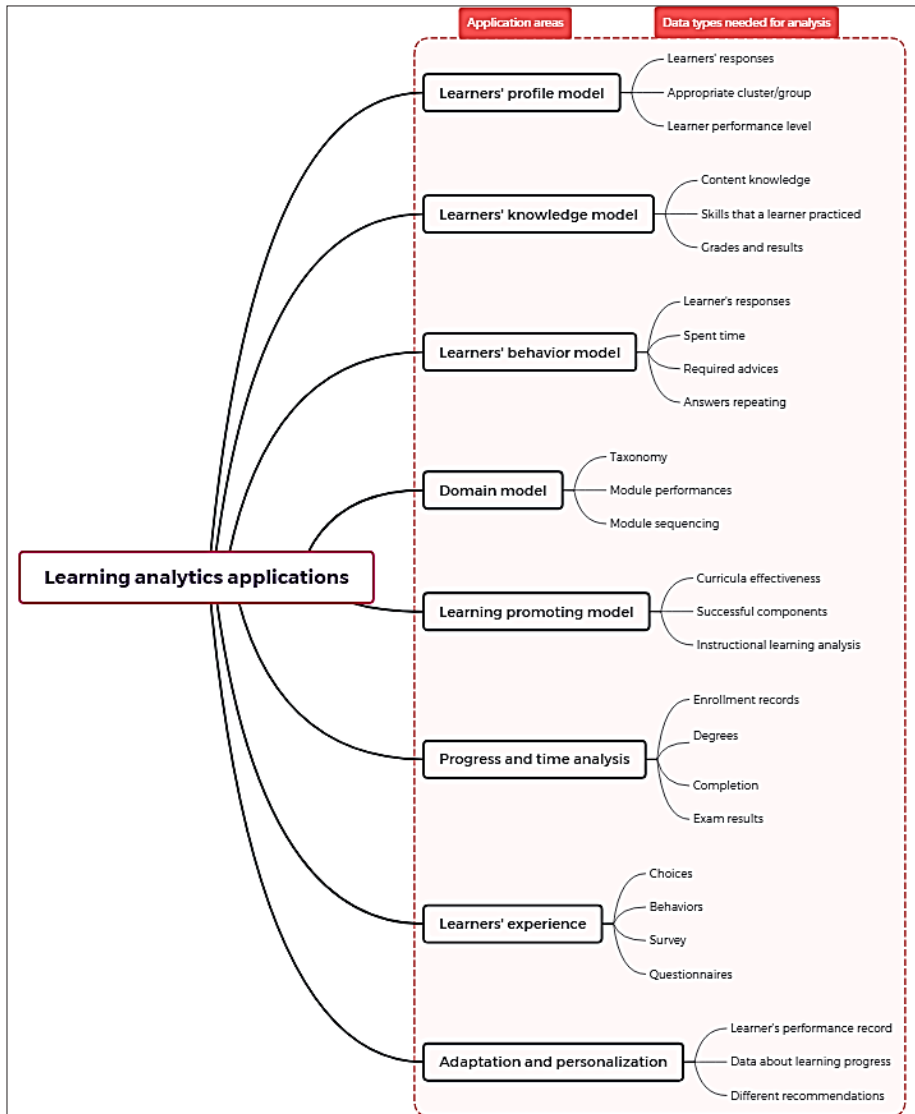 Application areas
Data types needed for analysis
Learning analytics applications
Learners' profile model
Learners' responses
Appropriate cluster/group
Learner performance level
Learners' knowledge model
Content knowledge
Skills that a learner practiced
Grades and results
Learners' behavior model
Learner's responses
Spent time
Required advices
Answers repeating
Domain model
Taxonomy
Module performances
Module sequencing
Learning promoting model
Curricula effectiveness
Successful components
Instructional learning analysis
Progress and time analysis
Enrollment records
Degrees
Completion
Exam results
Learners' experience
Choices
Behaviors
Survey
Questionnaires
Adaptation and personalization
Learner's performance record
Data about learning progress
Different recommendations